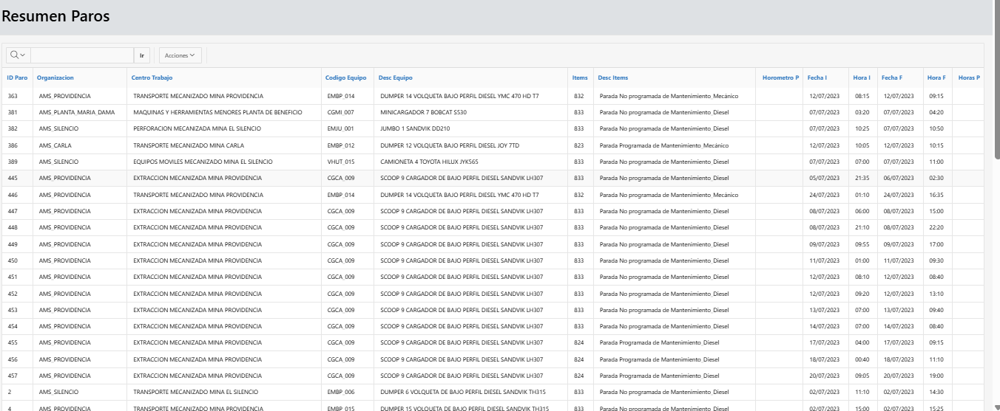 Resumen Paros
Ir Acciones
ID Paro Organizacion Centro Trabajo Codigo Equipo Desc Equipo Items Desc Items Horometro P Fecha I Hora I Fecha F Hora F Horas P
363 AMS_PROVIDENCIA TRANSPORTE MECANIZADO MINA PROVIDENCIA EMBP_014 DUMPER 14 VOLQUETA BAJO PERFIL DIESEL YMC 470 HD T7 832 Parada No programada de Mantenimiento_Mecánico 12/07/2023 08:15 12/07/2023 09:15
381 AMS_PLANTA_MARIA_DAMA MAQUINAS Y HERRAMIENTAS MENORES PLANTA DE BENEFICIO CGMI_007 MINICARGADOR 7 BOBCAT S530 833 Parada No programada de Mantenimiento_Diesel 07/07/2023 03:20 07/07/2023 04:20
382 AMS_SILENCIO PERFORACION MECANIZADA MINA EL SILENCIO EMJU_001 JUMBO 1 SANDVIK DD210 833 Parada No programada de Mantenimiento_Diesel 07/07/2023 10:25 07/07/2023 10:50
386 AMS_CARLA TRANSPORTE MECANIZADO MINA CARLA EMBP_012 DUMPER 12 VOLQUETA BAJO PERFIL DIESEL JOY 7TD 823 Parada Programada de Mantenimiento_Mecánico 12/07/2023 10:05 12/07/2023 10:15
389 AMS_SILENCIO EQUIPOS MOVILES MECANIZADO MINA EL SILENCIO VHUT_015 CAMIONETA 4 TOYOTA HILUX JYK565 833 Parada No programada de Mantenimiento_Diesel 07/07/2023 07:00 07/07/2023 11:00
445 AMS_PROVIDENCIA EXTRACCION MECANIZADA MINA PROVIDENCIA CGCA_009 SCOOP 9 CARGADOR DE BAJO PERFIL DIESEL SANDVIK LH307 833 Parada No programada de Mantenimiento_Diesel 05/07/2023 21:35 06/07/2023 02:30
446 AMS_PROVIDENCIA TRANSPORTE MECANIZADO MINA PROVIDENCIA EMBP_014 DUMPER 14 VOLQUETA BAJO PERFIL DIESEL YMC 470 HD T7 832 Parada No programada de Mantenimiento_Mecánico 24/07/2023 01:10 24/07/2023 16:35
447 AMS_PROVIDENCIA EXTRACCION MECANIZADA MINA PROVIDENCIA CGCA_009 SCOOP 9 CARGADOR DE BAJO PERFIL DIESEL SANDVIK LH307 833 Parada No programada de Mantenimiento_Diesel 08/07/2023 06:00 08/07/2023 15:00
448 AMS_PROVIDENCIA EXTRACCION MECANIZADA MINA PROVIDENCIA CGCA_009 SCOOP 9 CARGADOR DE BAJO PERFIL DIESEL SANDVIK LH307 833 Parada No programada de Mantenimiento_Diesel 08/07/2023 21:10 08/07/2023 22:20
449 AMS_PROVIDENCIA EXTRACCION MECANIZADA MINA PROVIDENCIA CGCA_009 SCOOP 9 CARGADOR DE BAJO PERFIL DIESEL SANDVIK LH307 833 Parada No programada de Mantenimiento_Diesel 09/07/2023 09:55 09/07/2023 17:00
450 AMS_PROVIDENCIA EXTRACCION MECANIZADA MINA PROVIDENCIA CGCA_009 SCOOP 9 CARGADOR DE BAJO PERFIL DIESEL SANDVIK LH307 833 Parada No programada de Mantenimiento_Diesel 11/07/2023 01:00 11/07/2023 09:30
451 AMS_PROVIDENCIA EXTRACCION MECANIZADA MINA PROVIDENCIA CGCA_009 SCOOP 9 CARGADOR DE BAJO PERFIL DIESEL SANDVIK LH307 833 Parada No programada de Mantenimiento_Diesel 12/07/2023 08:10 12/07/2023 08:40
452 AMS_PROVIDENCIA EXTRACCION MECANIZADA MINA PROVIDENCIA CGCA_009 SCOOP 9 CARGADOR DE BAJO PERFIL DIESEL SANDVIK LH307 833 Parada No programada de Mantenimiento_Diesel 12/07/2023 09:20 12/07/2023 13:10
453 AMS_PROVIDENCIA EXTRACCION MECANIZADA MINA PROVIDENCIA CGCA_009 SCOOP 9 CARGADOR DE BAJO PERFIL DIESEL SANDVIK LH307 833 Parada No programada de Mantenimiento_Diesel 13/07/2023 07:00 13/07/2023 09:40
454 AMS_PROVIDENCIA EXTRACCION MECANIZADA MINA PROVIDENCIA CGCA_009 SCOOP 9 CARGADOR DE BAJO PERFIL DIESEL SANDVIK LH307 833 Parada No programada de Mantenimiento_Diesel 14/07/2023 07:00 14/07/2023 08:40
455 AMS_PROVIDENCIA EXTRACCION MECANIZADA MINA PROVIDENCIA CGCA_009 SCOOP 9 CARGADOR DE BAJO PERFIL DIESEL SANDVIK LH307 824 Parada Programada de Mantenimiento_Diesel 17/07/2023 04:00 17/07/2023 09:15
456 AMS_PROVIDENCIA EXTRACCION MECANIZADA MINA PROVIDENCIA CGCA_009 SCOOP 9 CARGADOR DE BAJO PERFIL DIESEL SANDVIK LH307 824 Parada Programada de Mantenimiento_Diesel 18/07/2023 00:40 18/07/2023 11:10
457 AMS_PROVIDENCIA EXTRACCION MECANIZADA MINA PROVIDENCIA CGCA_009 SCOOP 9 CARGADOR DE BAJO PERFIL DIESEL SANDVIK LH307 824 Parada Programada de Mantenimiento_Diesel 20/07/2023 09:05 20/07/2023 19:00
2 AMS_SILENCIO TRANSPORTE MECANIZADO MINA EL SILENCIO EMBP_006 DUMPER 6 VOLQUETA DE BAJO PERFIL DIESEL SANDVIK TH315 833 Parada No programada de Mantenimiento_Diesel 02/07/2023 11:10 02/07/2023 14:30
4 AMS_PROVIDENCIA TRANSPORTE MECANIZADO MINA PROVIDENCIA EMBP_015 DUMPER 15 VOLQUETA DE BAJO PERFIL DIESEL SANDVIK TH315 833 Parada No programada de Mantenimiento_Diesel 02/07/2023 15:00 02/07/2023 15:25